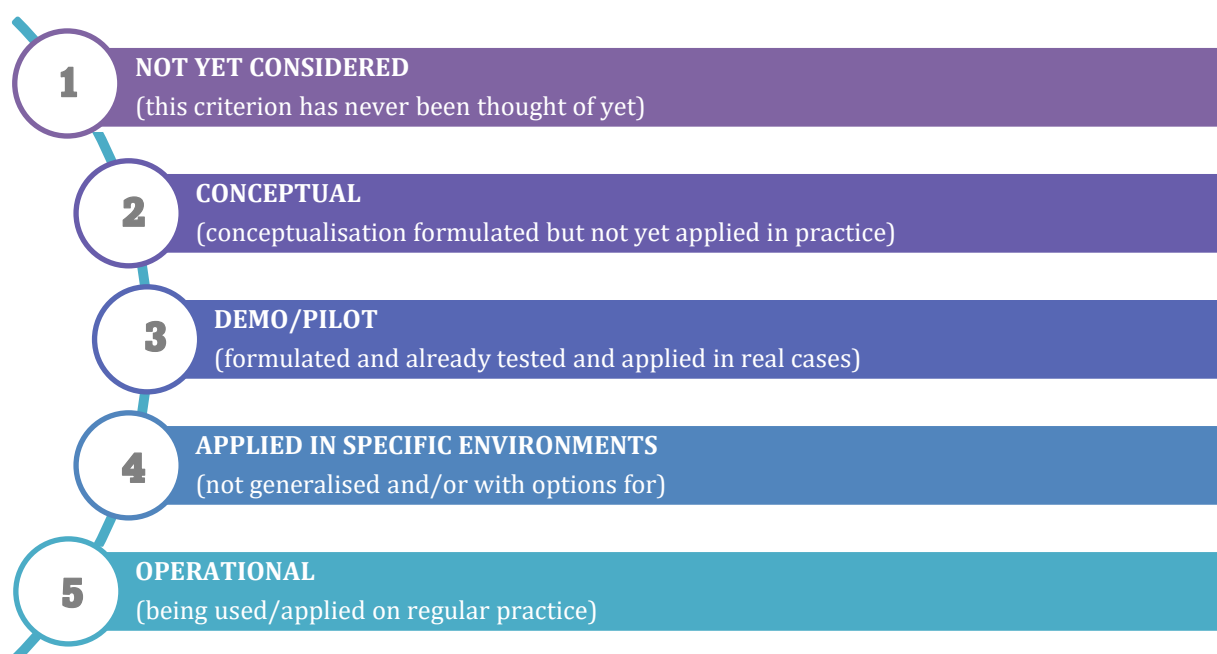 1
NOT YET CONSIDERED
(this criterion has never been thought of yet)
2
CONCEPTUAL
(conceptualisation formulated but not yet applied in practice)
3
DEMO/PILOT
(formulated and already tested and applied in real cases)
4
APPLIED IN SPECIFIC ENVIRONMENTS
(not generalised and/or with options for)
5
OPERATIONAL
(being used/applied on regular practice)